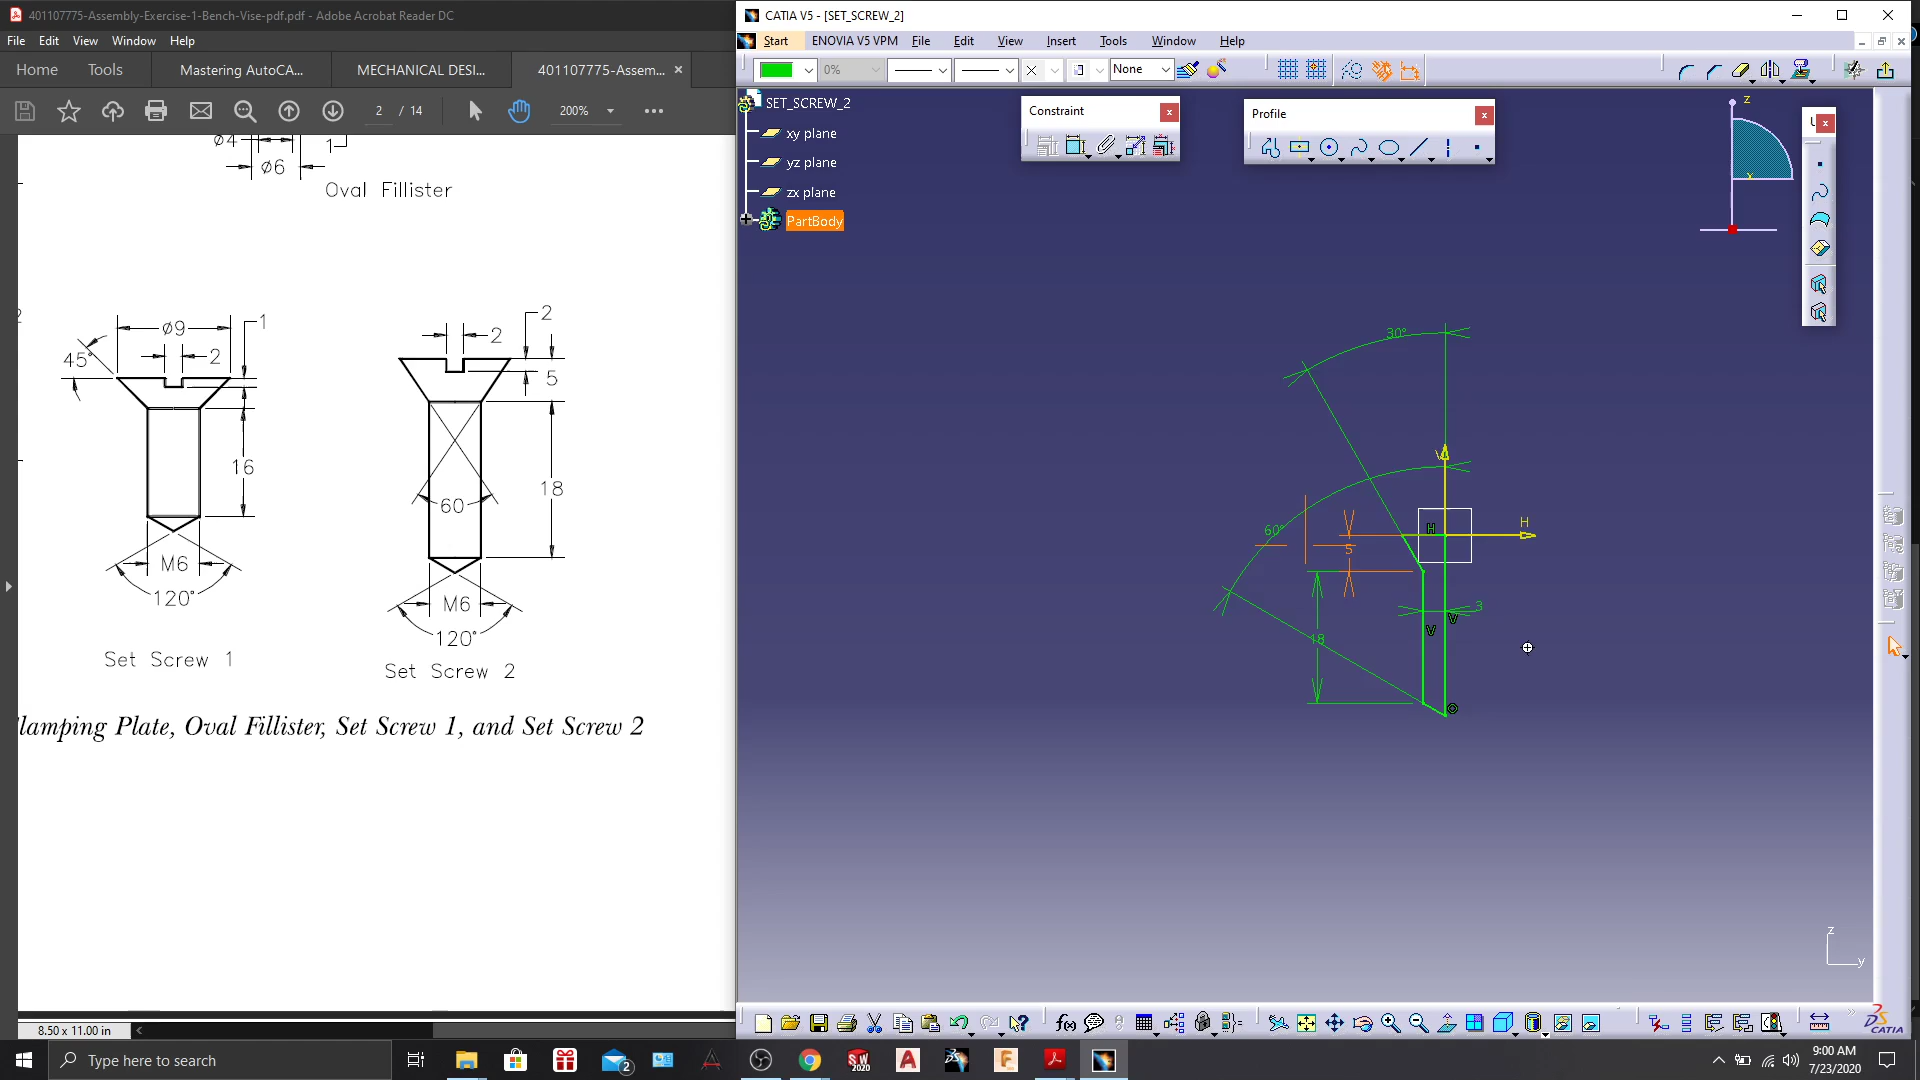 401107775-Assembly-Exercise-1-Bench-Vise-pdf.pdf - Adobe Acrobat Reader DC
File Edit View Window Help
Home Tools Mastering AutoCA... MECHANICAL DESI... 401107775-Assem... ×
2 / 14 200%
ø4 1
ø6
Oval Fillister
ø9 1
45° 2
16
M6
120°
Set Screw 1
2
2
5
60
18
M6
120°
Set Screw 2
lamping Plate, Oval Fillister, Set Screw 1, and Set Screw 2
8.50 x 11.00 in
CATIA V5 - [SET_SCREW_2]
Start ENOVIA V5 VPM File Edit View Insert Tools Window Help
0% None
SET_SCREW_2
xy plane
yz plane
zx plane
PartBody
Constraint
Profile
z
30°
V
60°
H
H
5
18
3
V
V
z
y
f(x)
CATIA
Type here to search
2
SW
2020
9:00 AM
7/23/2020